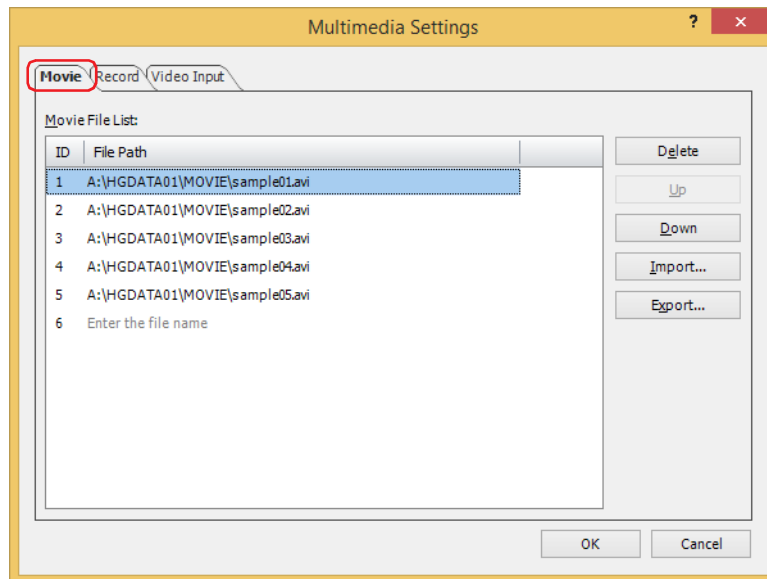 Multimedia Settings
? ×
Movie Record Video Input
Movie File List:
ID File Path
1 A:\HGDATA01\MOVIE\sample01.avi
2 A:\HGDATA01\MOVIE\sample02.avi
3 A:\HGDATA01\MOVIE\sample03.avi
4 A:\HGDATA01\MOVIE\sample04.avi
5 A:\HGDATA01\MOVIE\sample05.avi
6 Enter the file name
Delete
Up
Down
Import...
Export...
OK Cancel